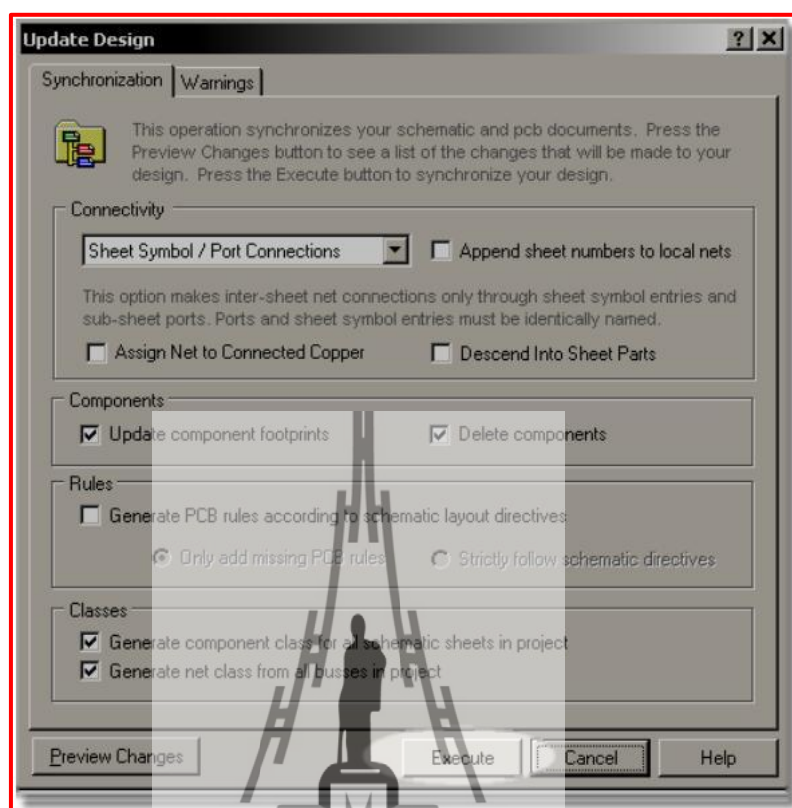 Update Design
Synchronization Warnings
This operation synchronizes your schematic and pcb documents. Press the
Preview Changes button to see a list of the changes that will be made to your
design. Press the Execute button to synchronize your design.
Connectivity
Sheet Symbol / Port Connections Append sheet numbers to local nets
This option makes inter-sheet net connections only through sheet symbol entries and
sub-sheet ports. Ports and sheet symbol entries must be identically named.
Assign Net to Connected Copper Descend Into Sheet Parts
Components
Update component footprints Delete components
Rules
Generate PCB rules according to schematic layout directives
Only add missing PCB rules Strictly follow schematic directives
Classes
Generate component class for all schematic sheets in project
Generate net class from all busses in project
Preview Changes Execute Cancel Help